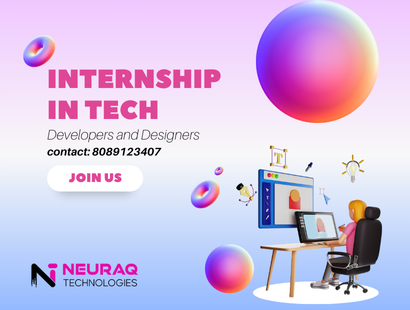 INTERNSHIP
IN TECH
Developers and Designers
contact: 8089123407
JOIN US
NEURAQ
TECHNOLOGIES
T